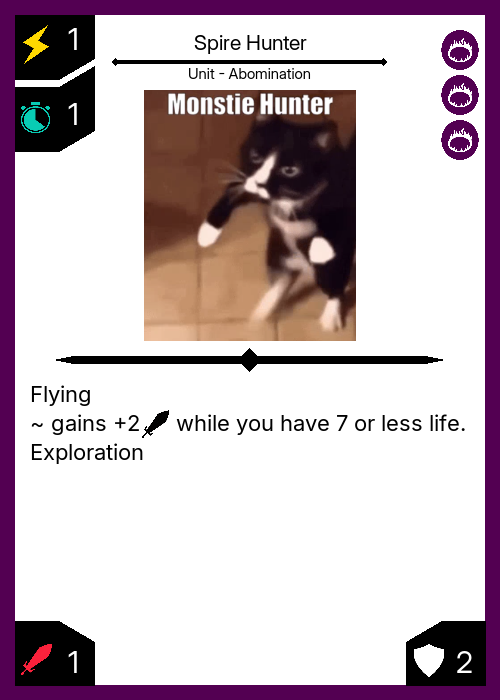 1
Spire Hunter
Unit - Abomination
1
Monstie Hunter
Flying
~ gains +2 while you have 7 or less life.
Exploration
1
2